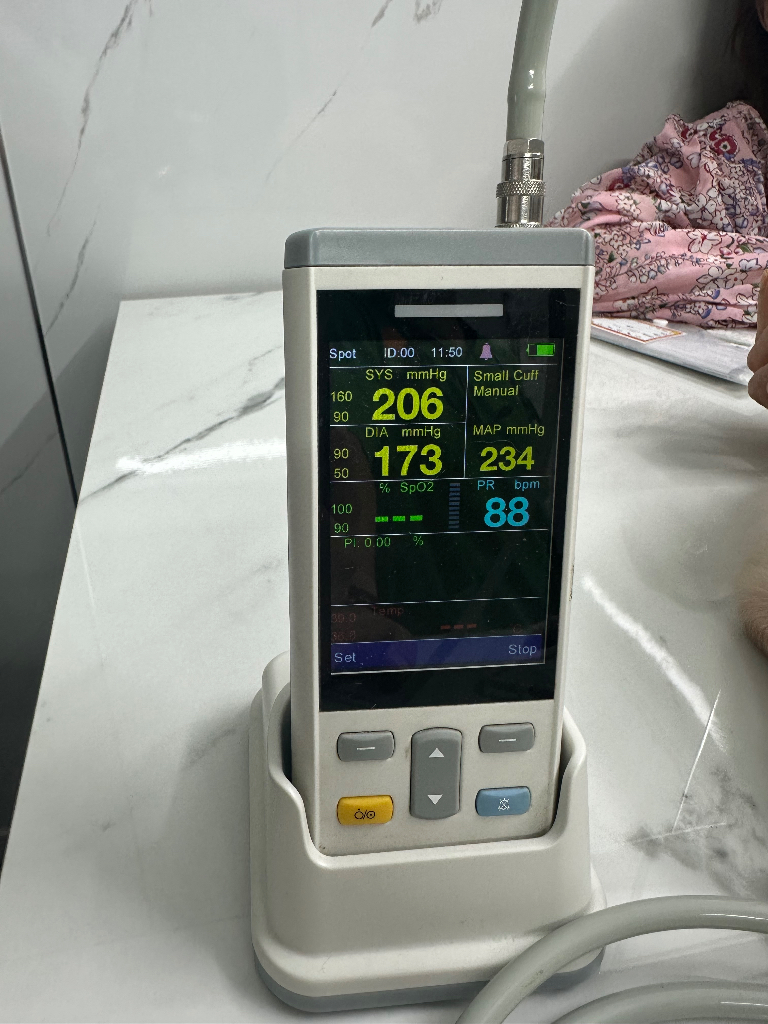 Spot ID:00 11:50
SYS mmHg
Small Cuff
Manual
160
90
206
DIA mmHg
MAP mmHg
90
50
173
234
% SpO2
PR bpm
100
90
---
88
PI: 0.00 %
Temp
---
Set
Stop